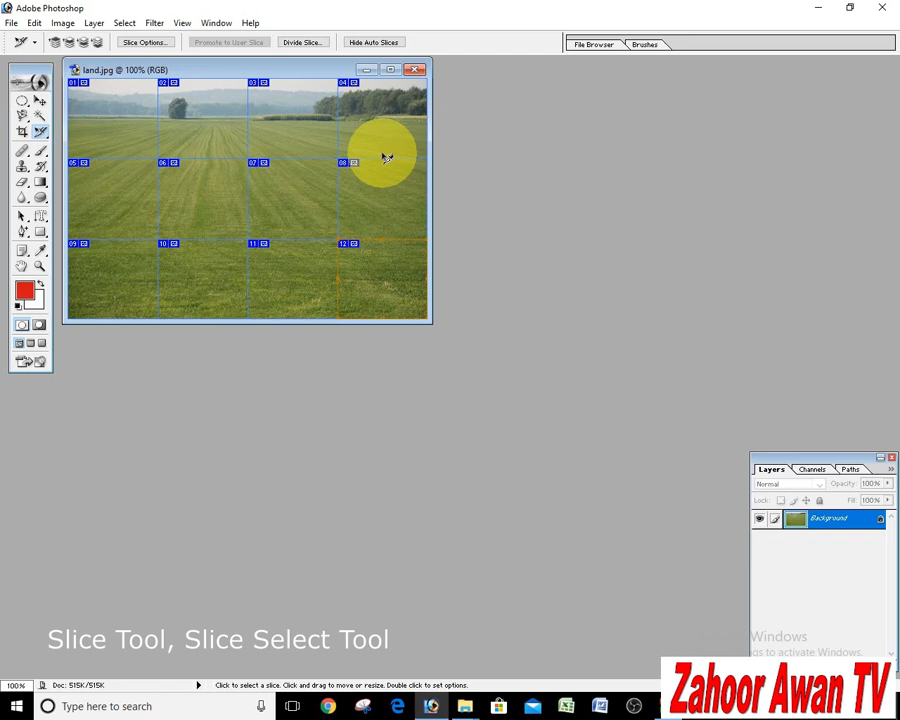 Adobe Photoshop
File Edit Image Layer Select Filter View Window Help
Slice Options... Promote to User Slice Divide Slice... Hide Auto Slices File Browser Brushes
land.jpg @ 100% (RGB)
01 02 03 04
05 06 07 08
09 10 11 12
Layers Channels Paths
Normal Opacity: 100%
Lock: Fill: 100%
Background
Slice Tool, Slice Select Tool
Windows
gs to activate Windows.
100% Doc: 515K/515K Click to select a slice. Click and drag to move or resize. Double click to set options.
Type here to search
Zahoor Awan TV